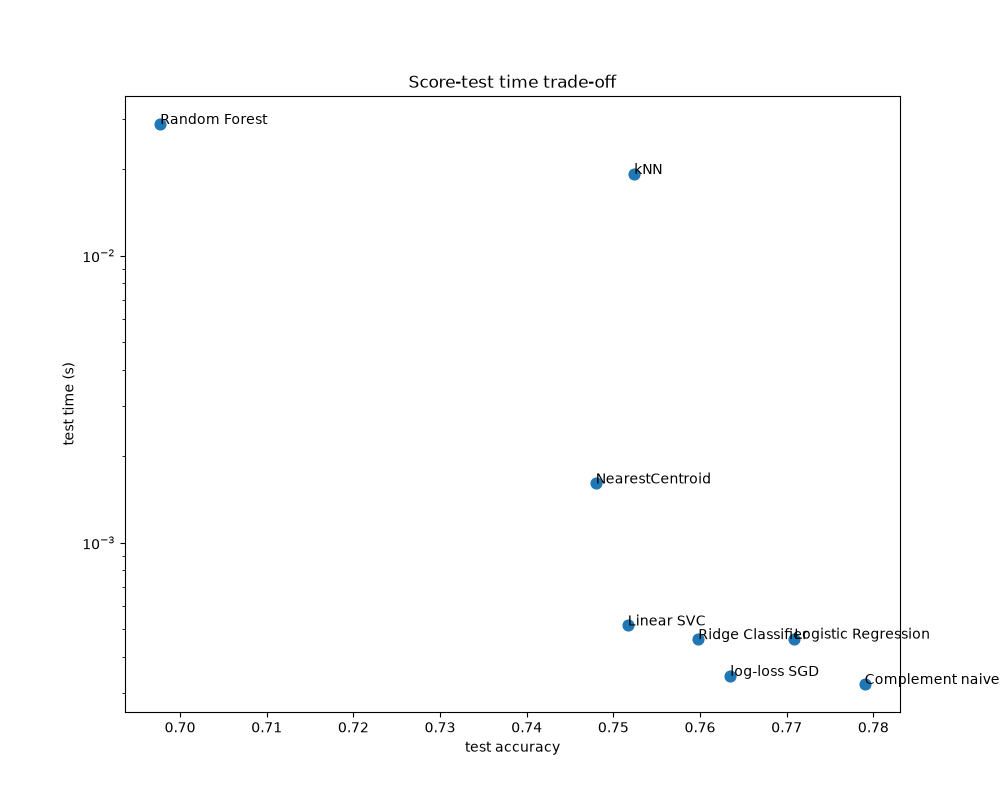 Score-test time trade-off
Random Forest
kNN
10⁻²
test time (s)
NearestCentroid
10⁻³
Linear SVC
Ridge Classifier
Logistic Regression
log-loss SGD
Complement naive
0.70 0.71 0.72 0.73 0.74 0.75 0.76 0.77 0.78
test accuracy